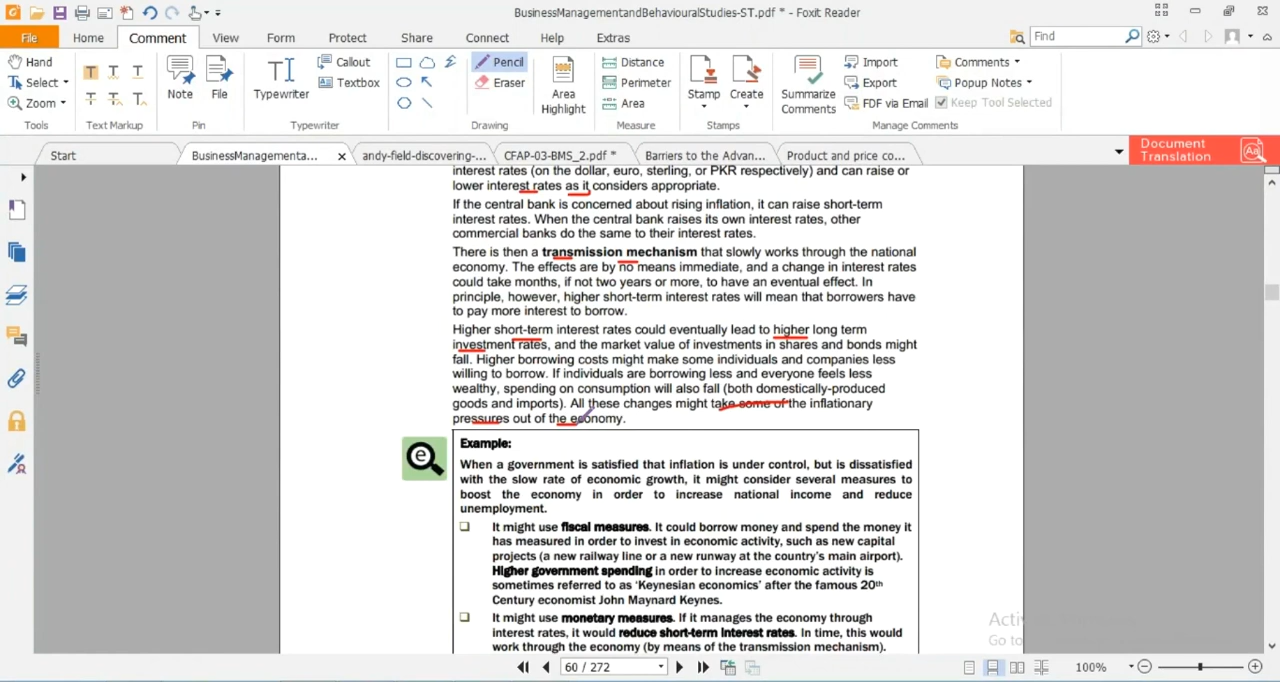 BusinessManagementandBehaviouralStudies-ST.pdf * - Foxit Reader
File Home Comment View Form Protect Share Connect Help Extras Find
Hand Select Zoom Tools
T T T T T T Text Markup
Note File Pin
Typewriter Callout Textbox Typewriter
Pencil Eraser Area Highlight Drawing
Distance Perimeter Area Measure
Stamp Create Stamps
Summarize Comments Import Export FDF via Email Comments Popup Notes Keep Tool Selected Manage Comments
Start BusinessManagementa... x andy-field-discovering-... CFAP-03-BMS_2.pdf * Barriers to the Advan... Product and price co... Document Translation
interest rates (on the dollar, euro, sterling, or PKR respectively) and can raise or
lower interest rates as it considers appropriate.
If the central bank is concerned about rising inflation, it can raise short-term
interest rates. When the central bank raises its own interest rates, other
commercial banks do the same to their interest rates.
There is then a transmission mechanism that slowly works through the national
economy. The effects are by no means immediate, and a change in interest rates
could take months, if not two years or more, to have an eventual effect. In
principle, however, higher short-term interest rates will mean that borrowers have
to pay more interest to borrow.
Higher short-term interest rates could eventually lead to higher long term
investment rates, and the market value of investments in shares and bonds might
fall. Higher borrowing costs might make some individuals and companies less
willing to borrow. If individuals are borrowing less and everyone feels less
wealthy, spending on consumption will also fall (both domestically-produced
goods and imports). All these changes might take some of the inflationary
pressures out of the economy.
Example:
When a government is satisfied that inflation is under control, but is dissatisfied
with the slow rate of economic growth, it might consider several measures to
boost the economy in order to increase national income and reduce
unemployment.
It might use fiscal measures. It could borrow money and spend the money it
has measured in order to invest in economic activity, such as new capital
projects (a new railway line or a new runway at the country's main airport).
Higher government spending in order to increase economic activity is
sometimes referred to as 'Keynesian economics' after the famous 20th
Century economist John Maynard Keynes.
It might use monetary measures. If it manages the economy through
interest rates, it would reduce short-term interest rates. In time, this would
work through the economy (by means of the transmission mechanism).
Go to
60 / 272 100%